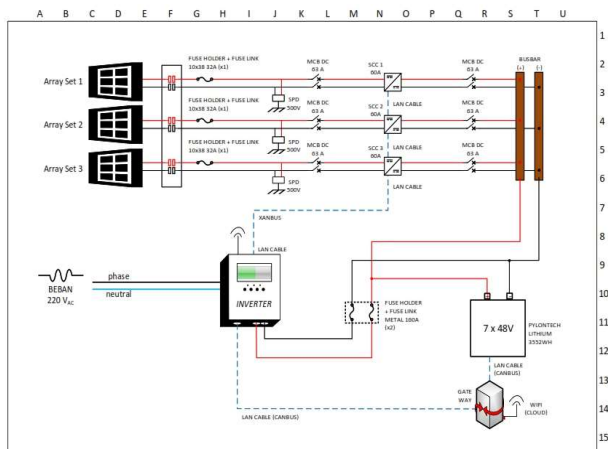 A B C D E F G H I J K L M N O P Q R S T U
1
2
3
4
5
6
7
8
9
10
11
12
13
14
15
FUSE HOLDER + FUSE LINK
10x38 32A (x1)
MCB DC
63 A
SCC 1
60A
MCB DC
63 A
BUSBAR
(+) (-)
Array Set 1
SPD
500V
LAN CABLE
FUSE HOLDER + FUSE LINK
10x38 32A (x1)
MCB DC
63 A
SCC 2
60A
MCB DC
63 A
Array Set 2
SPD
500V
LAN CABLE
FUSE HOLDER + FUSE LINK
10x38 32A (x1)
MCB DC
63 A
SCC 3
60A
MCB DC
63 A
Array Set 3
SPD
500V
LAN CABLE
XANBUS
LAN CABLE
BEBAN
220 VAC
phase
neutral
INVERTER
FUSE HOLDER
+ FUSE LINK
METAL 160A
(x2)
7 x 48V
PYLONTECH
LITHIUM
3552WH
LAN CABLE
(CANBUS)
GATE
WAY
WIFI
(CLOUD)
LAN CABLE (CANBUS)